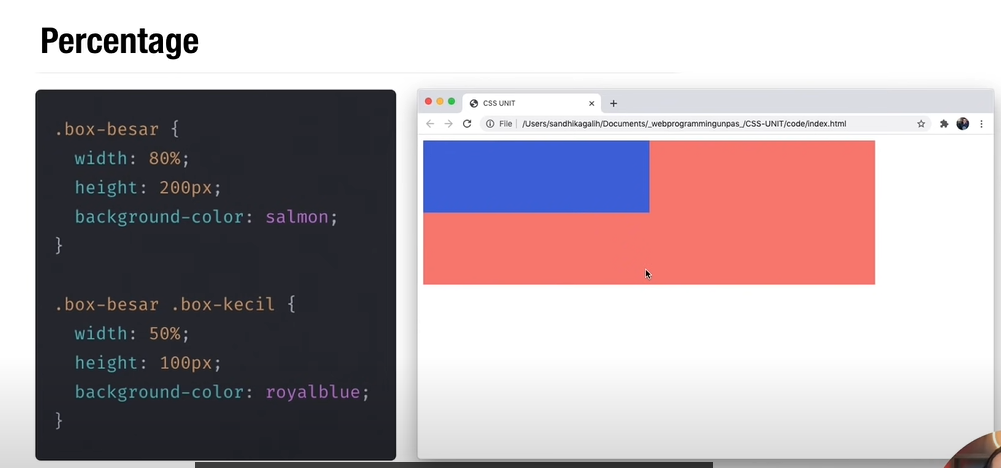 Percentage
.box-besar {
width: 80%;
height: 200px;
background-color: salmon;
}
.box-besar .box-kecil {
width: 50%;
height: 100px;
background-color: royalblue;
}
CSS UNIT
File | /Users/sandhikagalih/Documents/_webprogrammingunpas_/CSS-UNIT/code/index.html